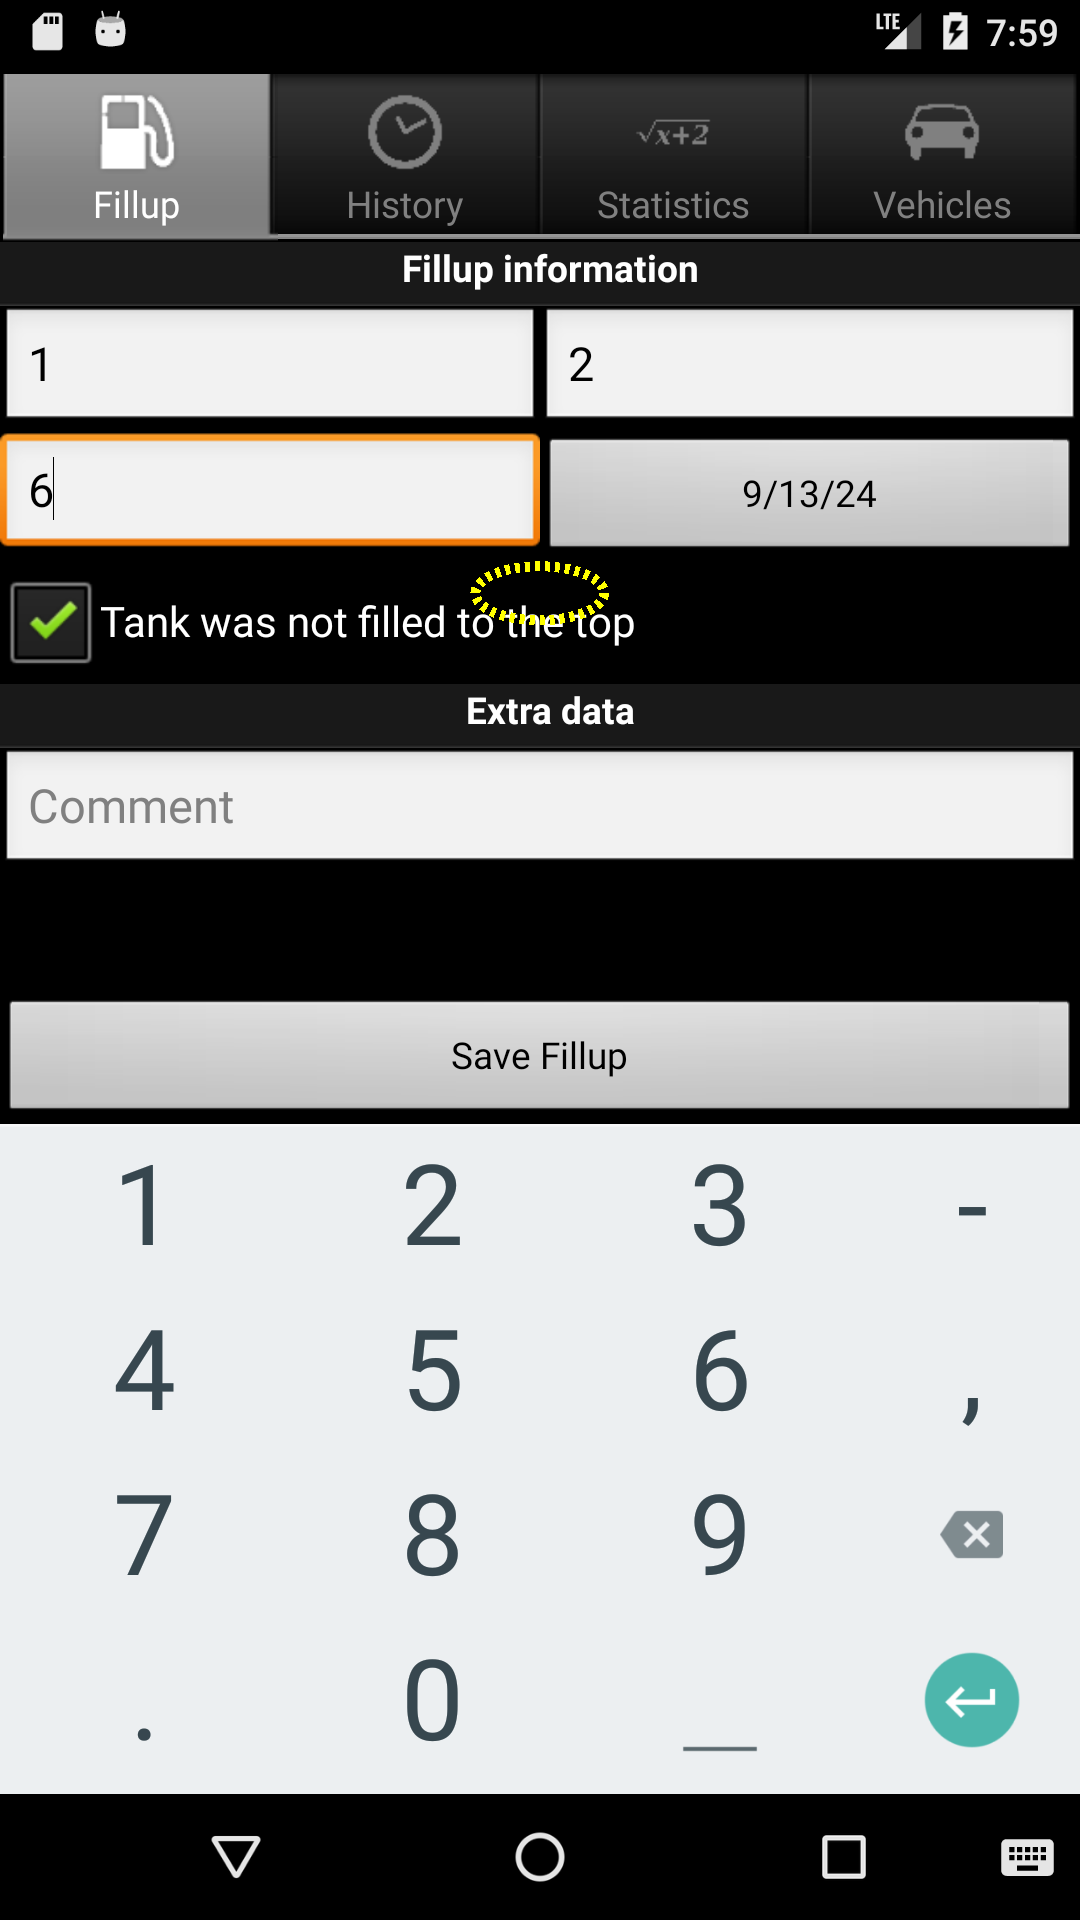 LTE 7:59
√x+2
Fillup History Statistics Vehicles
Fillup information
1 2
6 9/13/24
Tank was not filled to the top
Extra data
Comment
Save Fillup
1 2 3 -
4 5 6 ,
7 8 9
. 0 _